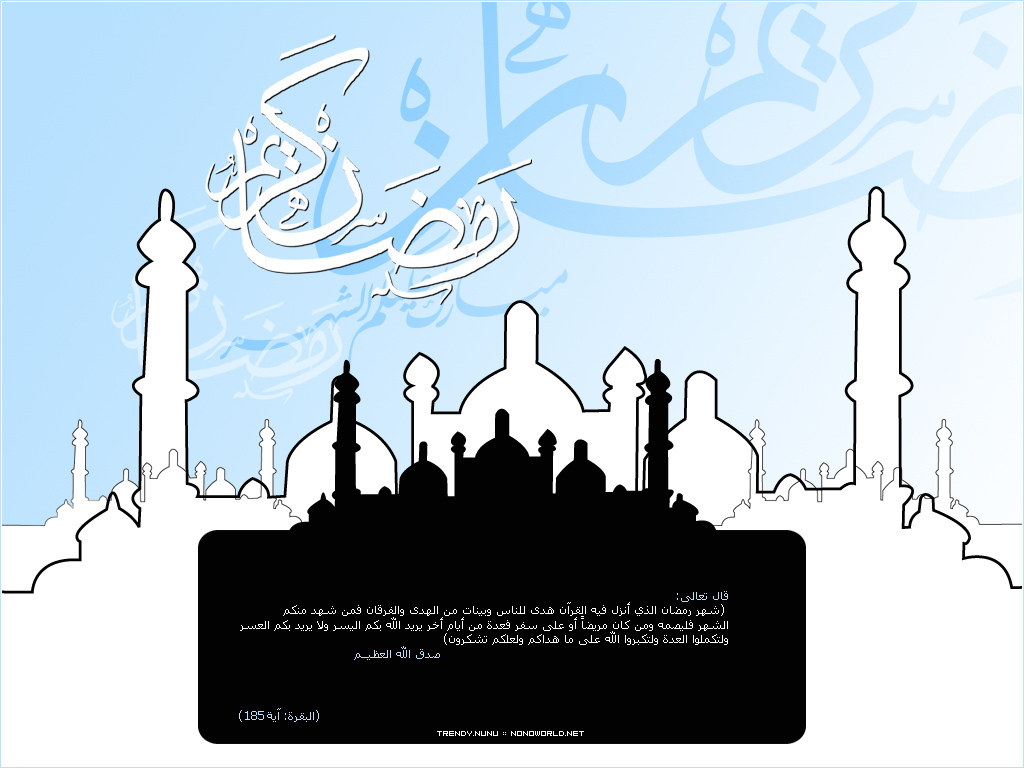 رمضان كريم
قال تعالى:
(شهر رمضان الذي أنزل فيه القرآن هدى للناس وبينات من الهدى والفرقان فمن شهد منكم
الشهر فليصمه ومن كان مريضاً أو على سفر فعدة من أيام أخر يريد الله بكم اليسر ولا يريد بكم العسر
ولتكملوا العدة ولتكبروا الله على ما هداكم ولعلكم تشكرون)
صدق الله العظيم
(البقرة: آية 185)
TRENDY.NUNU :: NONOWORLD.NET